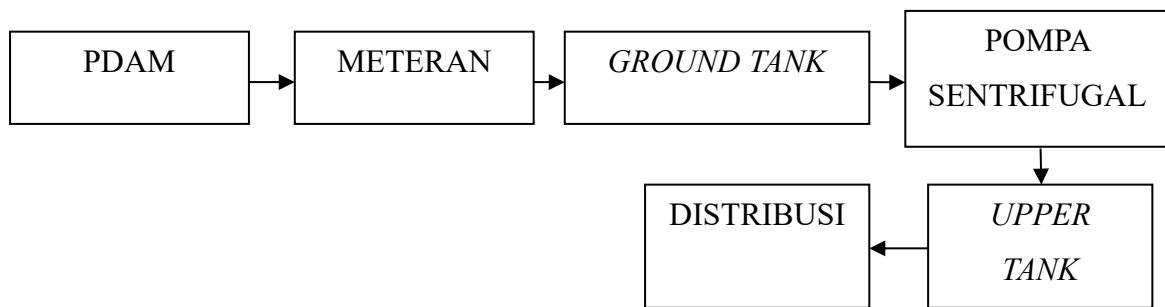 PDAM
METERAN
GROUND TANK
POMPA
SENTRIFUGAL
UPPER
TANK
DISTRIBUSI